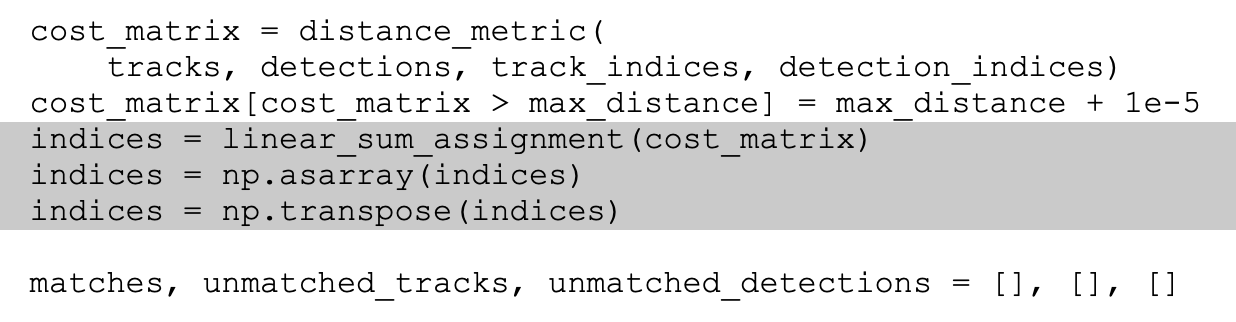 cost_matrix = distance_metric(
    tracks, detections, track_indices, detection_indices)
cost_matrix[cost_matrix > max_distance] = max_distance + 1e-5
indices = linear_sum_assignment(cost_matrix)
indices = np.asarray(indices)
indices = np.transpose(indices)
matches, unmatched_tracks, unmatched_detections = [], [], []